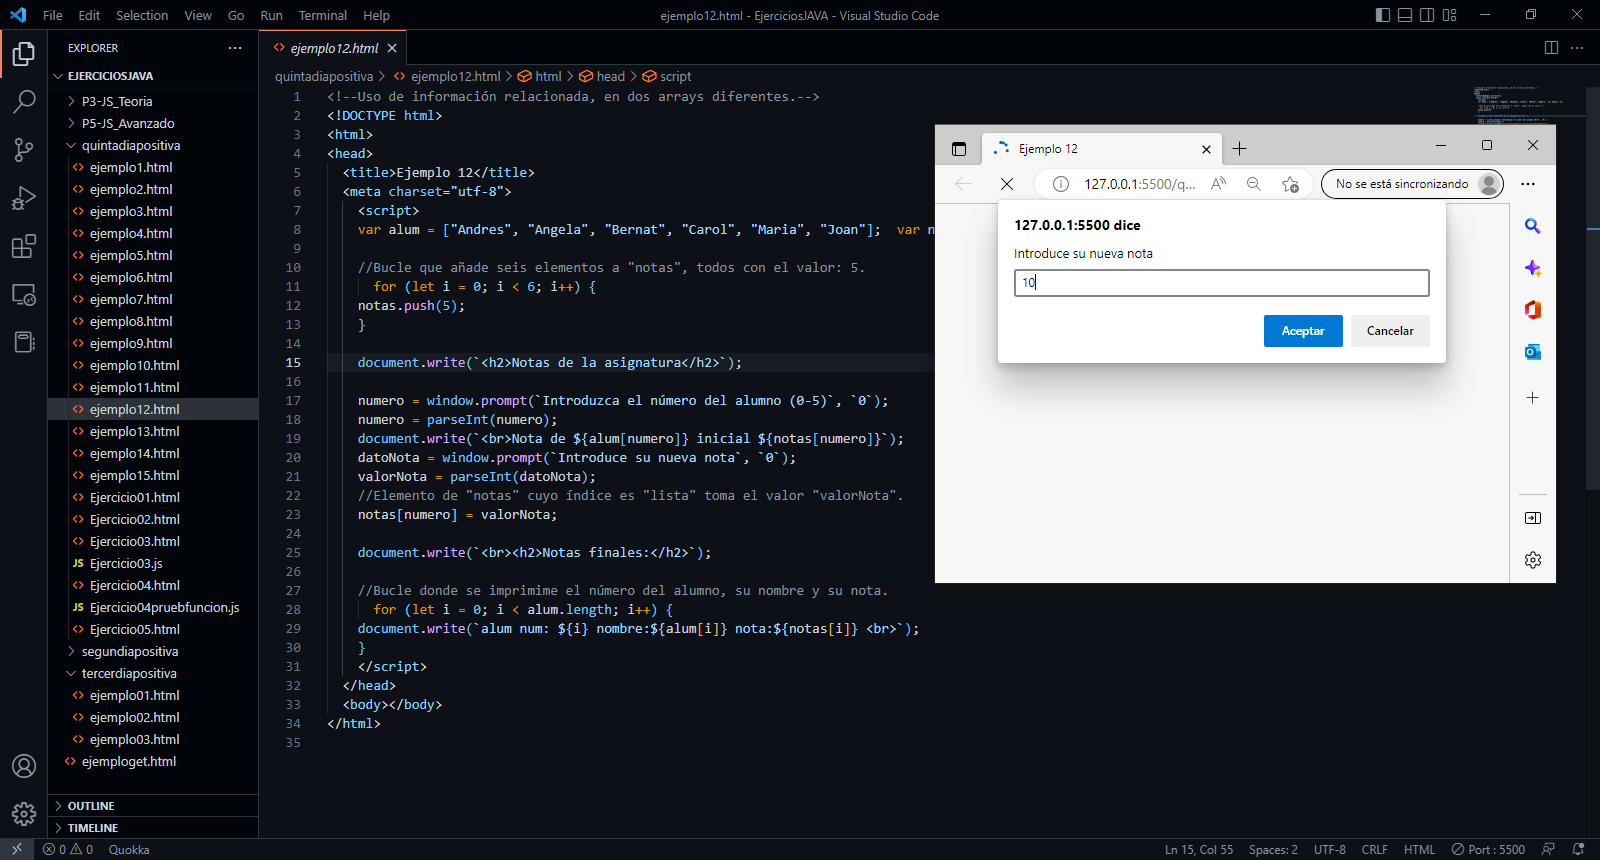 File Edit Selection View Go Run Terminal Help
ejemplo12.html - EjerciciosJAVA - Visual Studio Code
EXPLORER
EJERCICIOSJAVA
P3-JS_Teoria
P5-JS_Avanzado
quintadiapositiva
ejemplo1.html
ejemplo2.html
ejemplo3.html
ejemplo4.html
ejemplo5.html
ejemplo6.html
ejemplo7.html
ejemplo8.html
ejemplo9.html
ejemplo10.html
ejemplo11.html
ejemplo12.html
ejemplo13.html
ejemplo14.html
ejemplo15.html
Ejercicio01.html
Ejercicio02.html
Ejercicio03.html
JS Ejercicio03.js
Ejercicio04.html
JS Ejercicio04pruebfuncion.js
Ejercicio05.html
segundiapositiva
tercerdiapositiva
ejemplo01.html
ejemplo02.html
ejemplo03.html
ejemploget.html
OUTLINE
TIMELINE
ejemplo12.html
quintadiapositiva > ejemplo12.html > html > head > script
1 <!--Uso de información relacionada, en dos arrays diferentes.-->
2 <!DOCTYPE html>
3 <html>
4 <head>
5 <title>Ejemplo 12</title>
6 <meta charset="utf-8">
7 <script>
8 var alum = ["Andres", "Angela", "Bernat", "Carol", "Maria", "Joan"]; var n
9
10 //Bucle que añade seis elementos a "notas", todos con el valor: 5.
11 for (let i = 0; i < 6; i++) {
12 notas.push(5);
13 }
14
15 document.write(`<h2>Notas de la asignatura</h2>`);
16
17 numero = window.prompt(`Introduzca el número del alumno (0-5)`, `0`);
18 numero = parseInt(numero);
19 document.write(`<br>Nota de ${alum[numero]} inicial ${notas[numero]}`);
20 datoNota = window.prompt(`Introduce su nueva nota`, `0`);
21 valorNota = parseInt(datoNota);
22 //Elemento de "notas" cuyo índice es "lista" toma el valor "valorNota".
23 notas[numero] = valorNota;
24
25 document.write(`<br><h2>Notas finales:</h2>`);
26
27 //Bucle donde se imprimime el número del alumno, su nombre y su nota.
28 for (let i = 0; i < alum.length; i++) {
29 document.write(`alum num: ${i} nombre:${alum[i]} nota:${notas[i]} <br>`);
30 }
31 </script>
32 </head>
33 <body></body>
34 </html>
35
Ejemplo 12
127.0.0.1:5500/q...
No se está sincronizando
127.0.0.1:5500 dice
Introduce su nueva nota
10
Aceptar
Cancelar
0 0 Quokka
Ln 15, Col 55 Spaces: 2 UTF-8 CRLF HTML Port : 5500